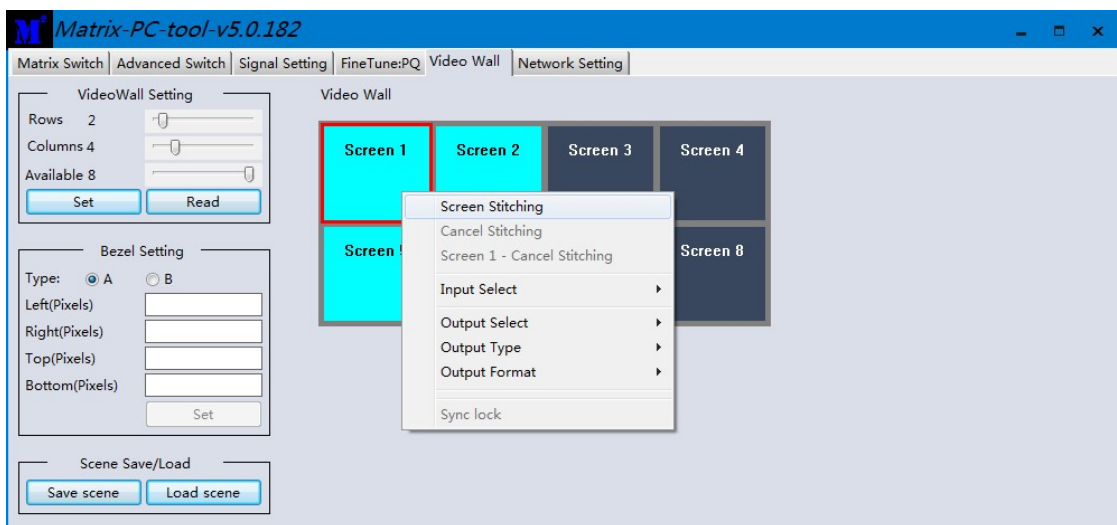 Matrix-PC-tool-v5.0.182
Matrix Switch Advanced Switch Signal Setting FineTune:PQ Video Wall Network Setting
VideoWall Setting
Rows 2
Columns 4
Available 8
Set Read
Bezel Setting
Type: A B
Left(Pixels)
Right(Pixels)
Top(Pixels)
Bottom(Pixels)
Set
Scene Save/Load
Save scene Load scene
Video Wall
Screen 1 Screen 2 Screen 3 Screen 4
Screen Screen 8
Screen Stitching
Cancel Stitching
Screen 1 - Cancel Stitching
Input Select
Output Select
Output Type
Output Format
Sync lock